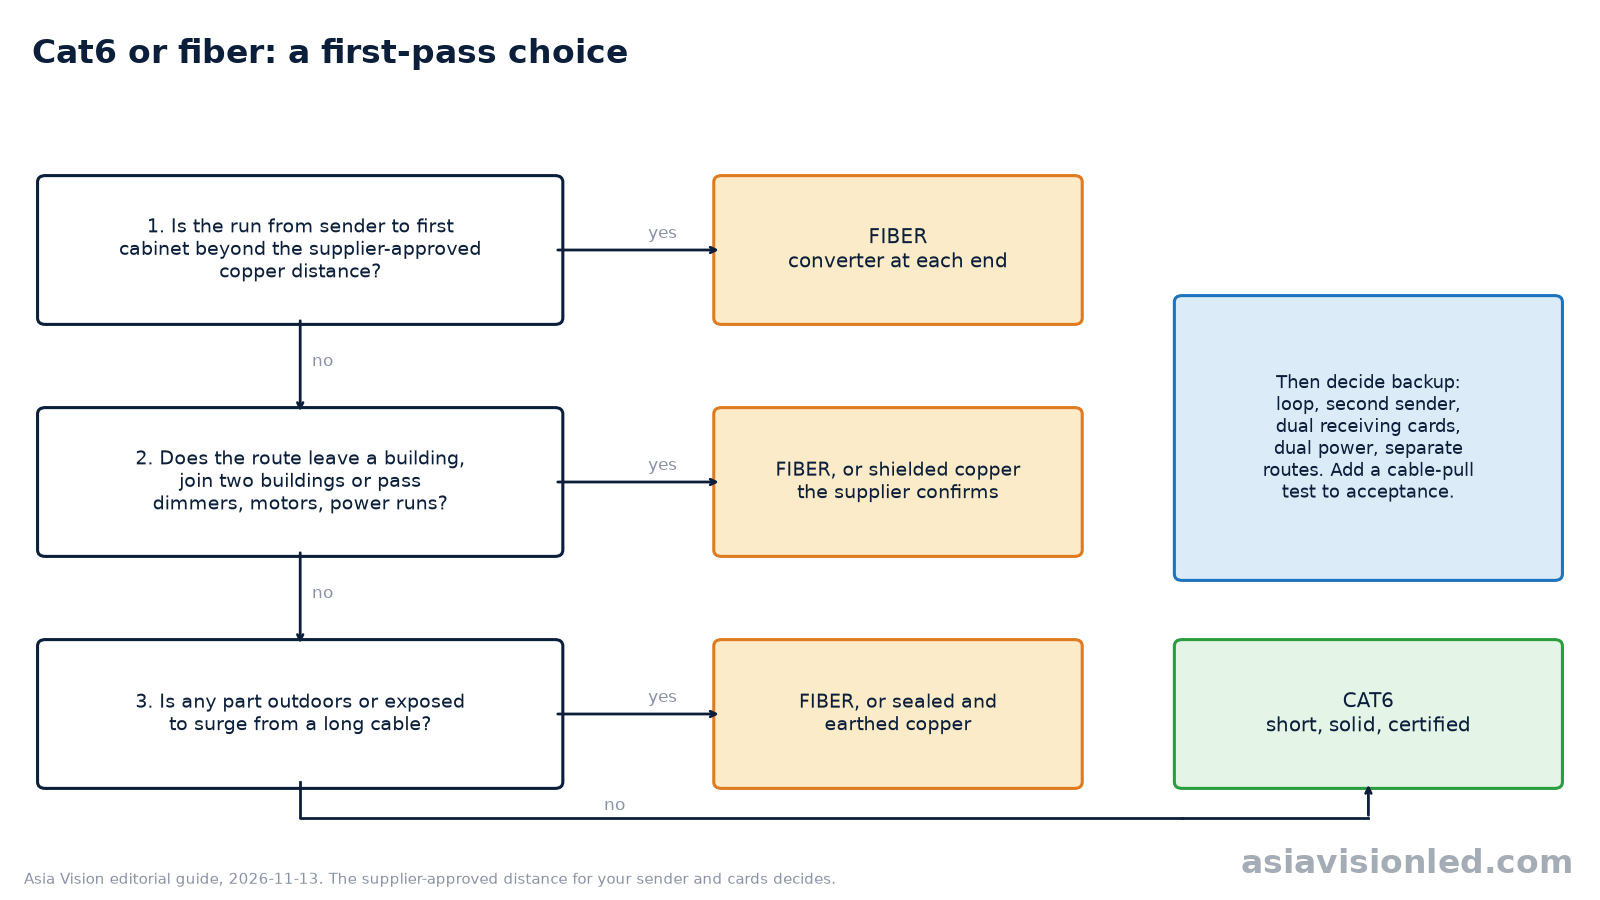 Cat6 or fiber: a first-pass choice
1. Is the run from sender to first
cabinet beyond the supplier-approved
copper distance?
yes
FIBER
converter at each end
no
2. Does the route leave a building,
join two buildings or pass
dimmers, motors, power runs?
yes
FIBER, or shielded copper
the supplier confirms
no
3. Is any part outdoors or exposed
to surge from a long cable?
yes
FIBER, or sealed and
earthed copper
no
Then decide backup:
loop, second sender,
dual receiving cards,
dual power, separate
routes. Add a cable-pull
test to acceptance.
CAT6
short, solid, certified
Asia Vision editorial guide, 2026-11-13. The supplier-approved distance for your sender and cards decides.
asiavisionled.com